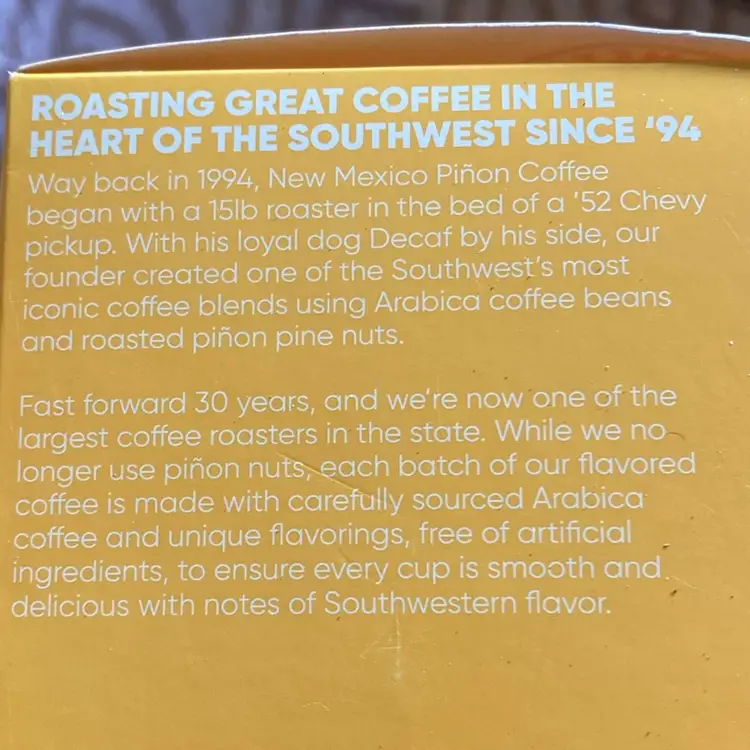 ROASTING GREAT COFFEE IN THE
HEART OF THE SOUTHWEST SINCE ‘94
Way back in 1994, New Mexico Piñon Coffee
began with a 15lb roaster in the bed of a ’52 Chevy
pickup. With his loyal dog Decaf by his side, our
founder created one of the Southwest’s most
iconic coffee blends using Arabica coffee beans
and roasted piñon pine nuts.
Fast forward 30 years, and we’re now one of the
largest coffee roasters in the state. While we no
longer use piñon nuts, each batch of our flavored
coffee is made with carefully sourced Arabica
coffee and unique flavorings, free of artificial
ingredients, to ensure every cup is smooth and
delicious with notes of Southwestern flavor.